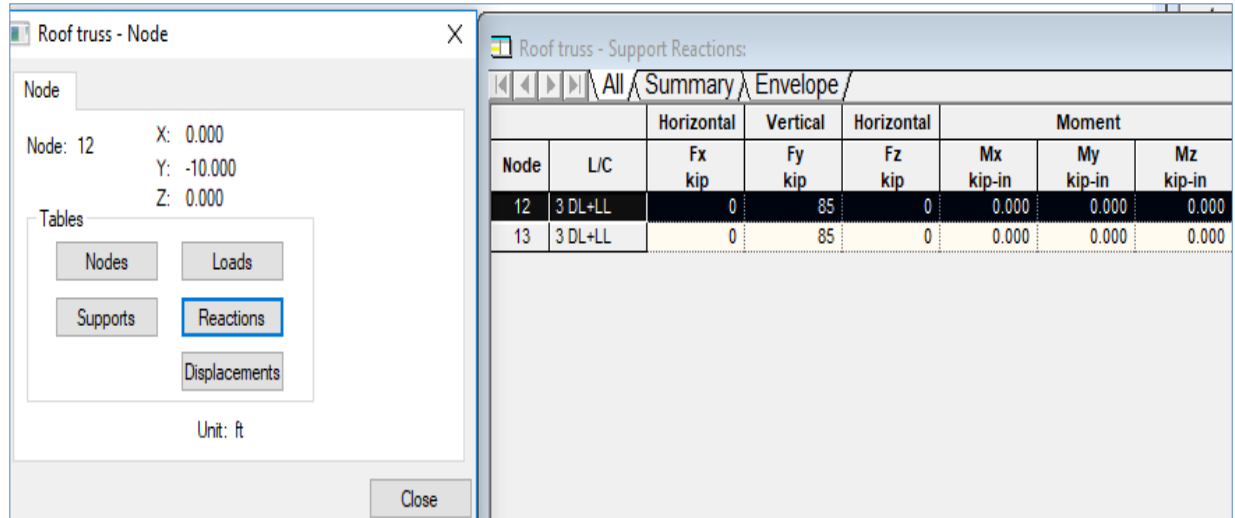 Roof truss - Node
Node
Node: 12
X: 0.000
Y: -10.000
Z: 0.000
Tables
Nodes Loads
Supports Reactions
Displacements
Unit: ft
Close
Roof truss - Support Reactions:
All Summary Envelope
Horizontal Vertical Horizontal Moment
Node L/C Fx kip Fy kip Fz kip Mx kip-in My kip-in Mz kip-in
12 3 DL+LL 0 85 0 0.000 0.000 0.000
13 3 DL+LL 0 85 0 0.000 0.000 0.000